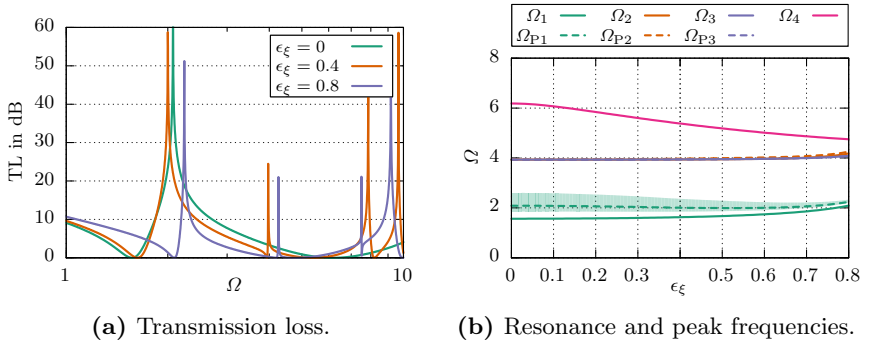 60
50
40
30
20
10
0
TL in dB
ϵξ = 0
ϵξ = 0.4
ϵξ = 0.8
1
Ω
10
(a) Transmission loss.
Ω1 Ω2 Ω3 Ω4
ΩP1 ΩP2 ΩP3
8
6
4
2
0
Ω
0 0.1 0.2 0.3 0.4 0.5 0.6 0.7 0.8
ϵξ
(b) Resonance and peak frequencies.